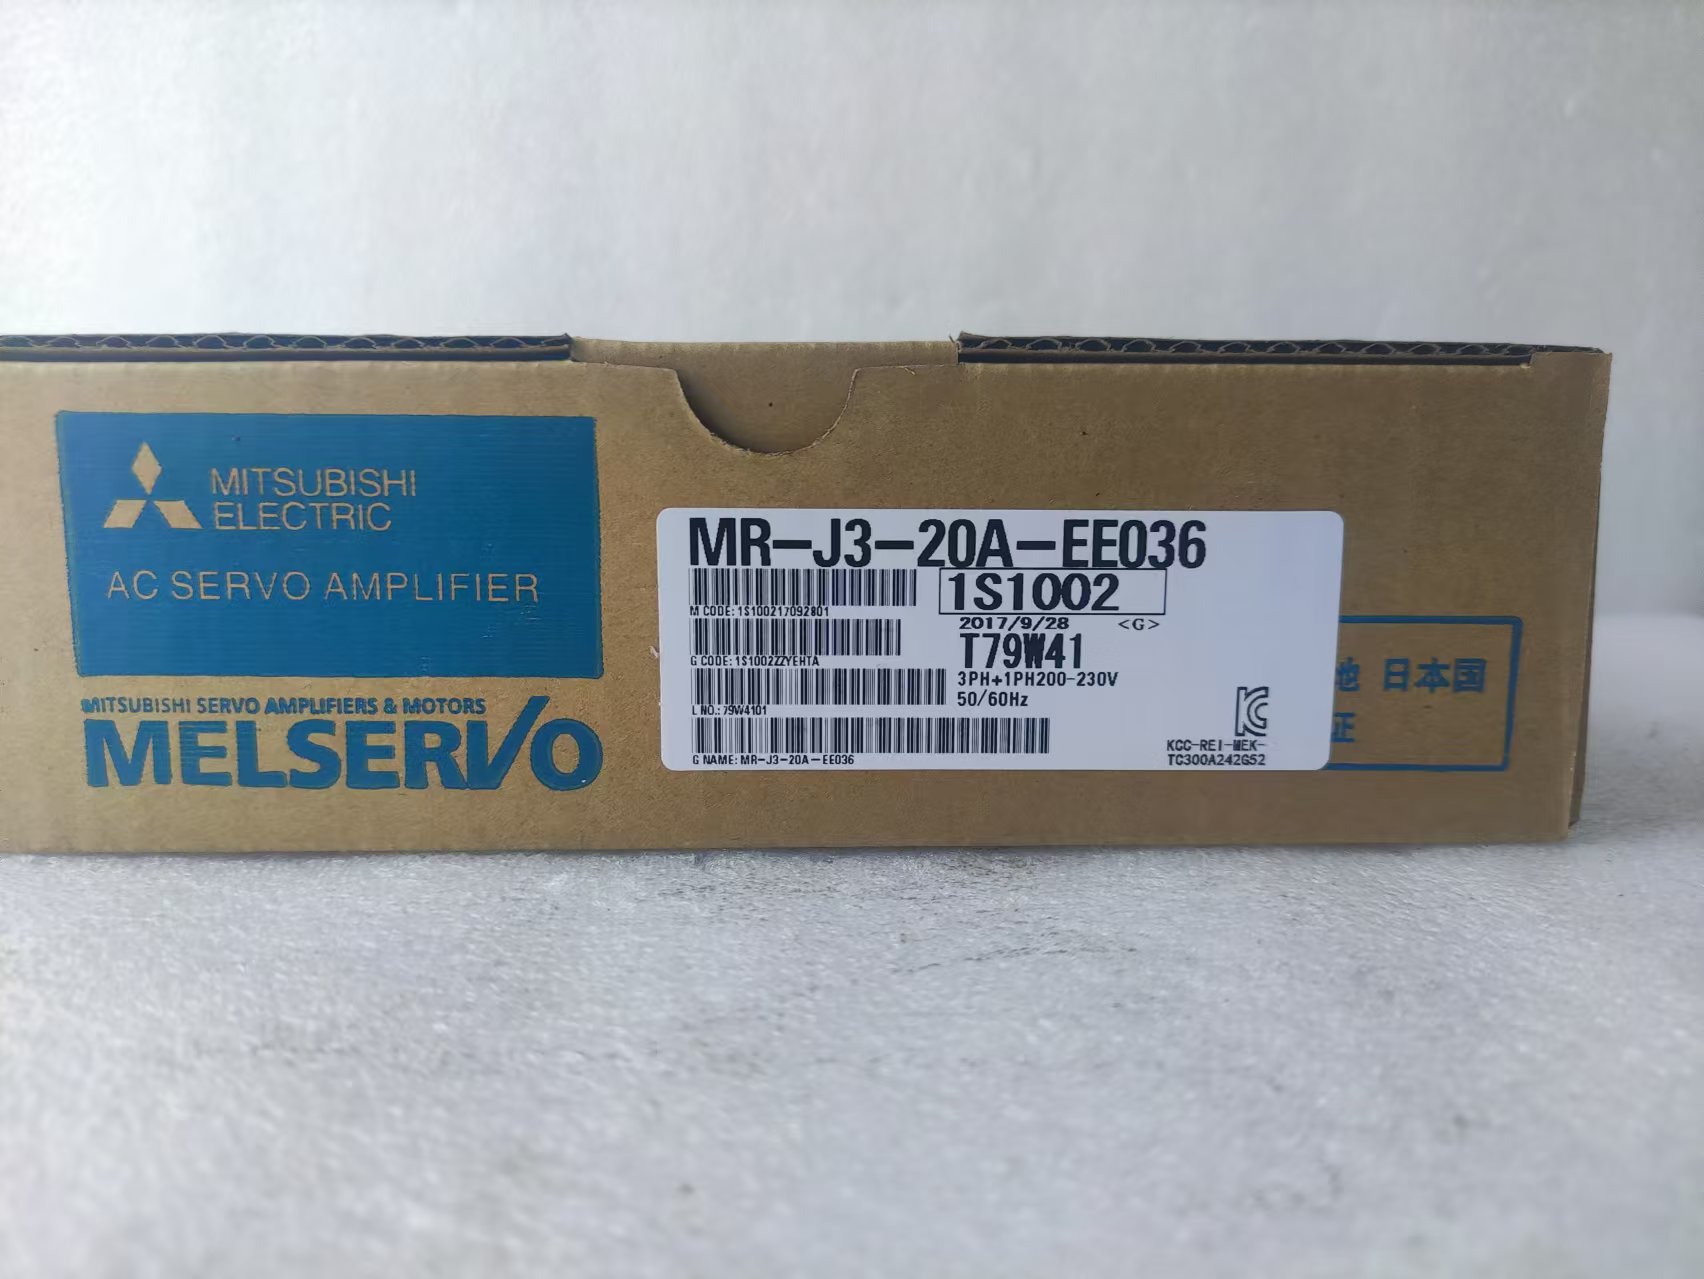 MITSUBISHI
ELECTRIC
AC SERVO AMPLIFIER
MITSUBISHI SERVO AMPLIFIERS & MOTORS
MELSERVO
MR-J3-20A-EE036
1S1002
M CODE: 1S100217092801
2017/9/28 <G>
T79W41
G CODE: 1S1002ZZYEHTA
3PH+1PH200-230V
50/60Hz
L NO.: 79W4101
G NAME: MR-J3-20A-EE036
KCC-REI-MEK-
TC300A242G52
地 日本国
正